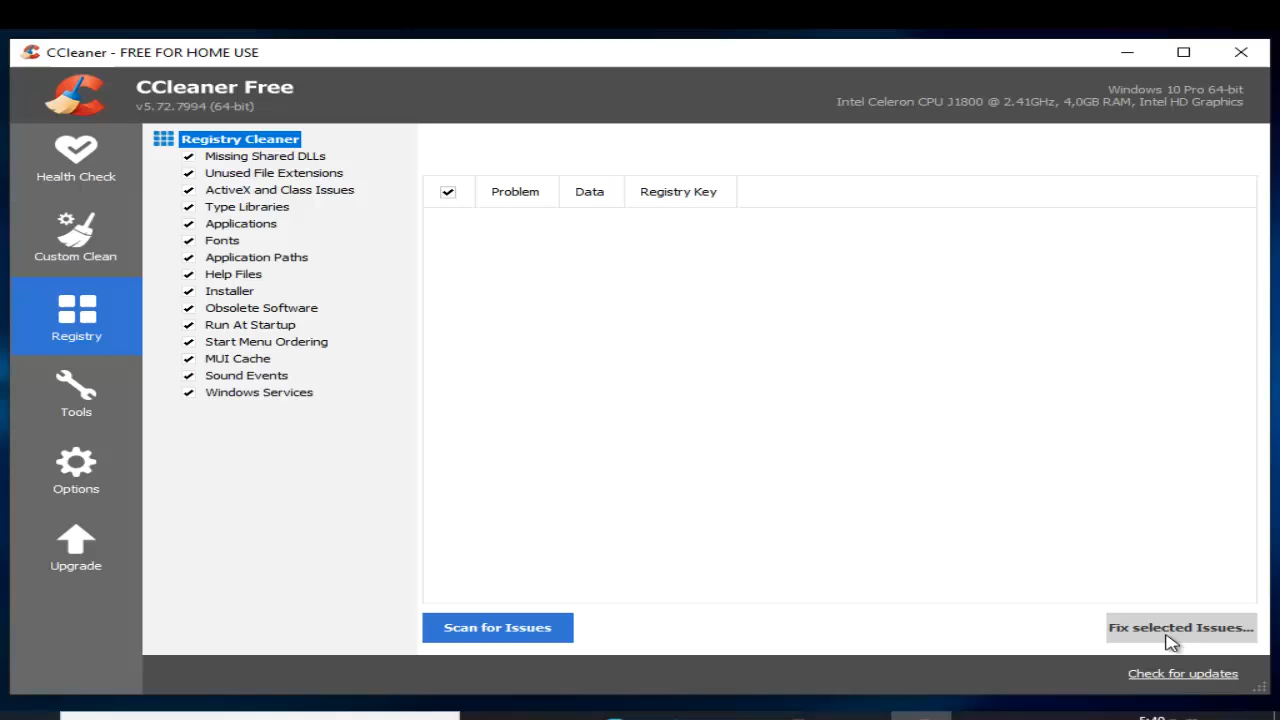 CCleaner - FREE FOR HOME USE
CCleaner Free
v5.72.7994 (64-bit)
Windows 10 Pro 64-bit
Intel Celeron CPU J1800 @ 2.41GHz, 4,0GB RAM, Intel HD Graphics
Health Check
Custom Clean
Registry
Tools
Options
Upgrade
Registry Cleaner
Missing Shared DLLs
Unused File Extensions
ActiveX and Class Issues
Type Libraries
Applications
Fonts
Application Paths
Help Files
Installer
Obsolete Software
Run At Startup
Start Menu Ordering
MUI Cache
Sound Events
Windows Services
Problem Data Registry Key
Scan for Issues
Fix selected Issues...
Check for updates